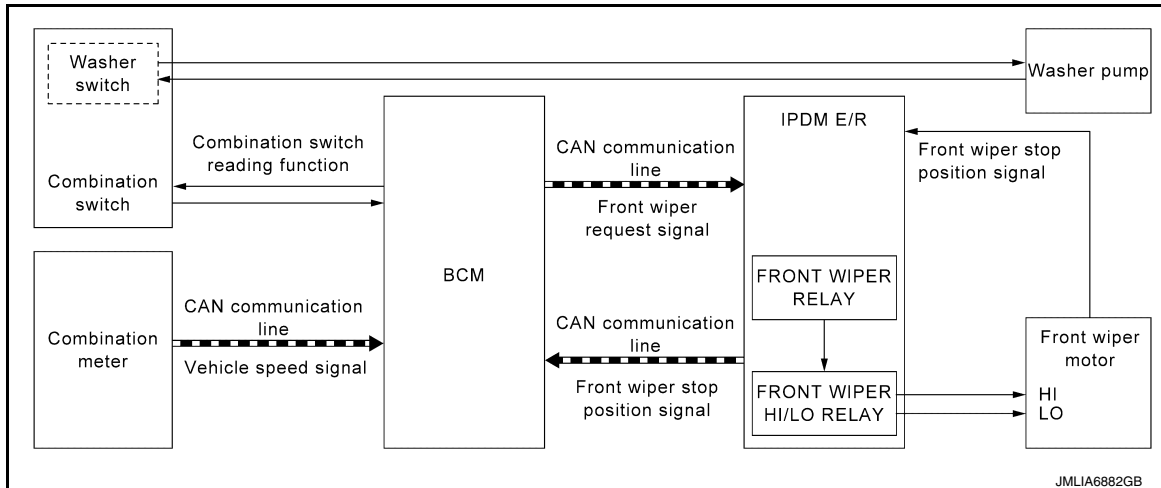 Washer
switch
Combination
switch
Combination switch
reading function
Combination
meter
CAN communication
line
Vehicle speed signal
BCM
CAN communication
line
Front wiper
request signal
CAN communication
line
Front wiper stop
position signal
IPDM E/R
FRONT WIPER
RELAY
FRONT WIPER
HI/LO RELAY
Washer pump
Front wiper stop
position signal
Front wiper
motor
HI
LO
JMLIA6882GB